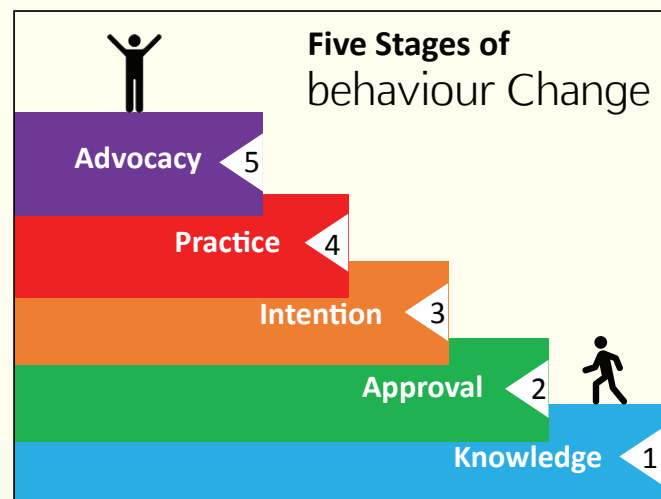 Five Stages of
behaviour Change
Advocacy 5
Practice 4
Intention 3
Approval 2
Knowledge 1